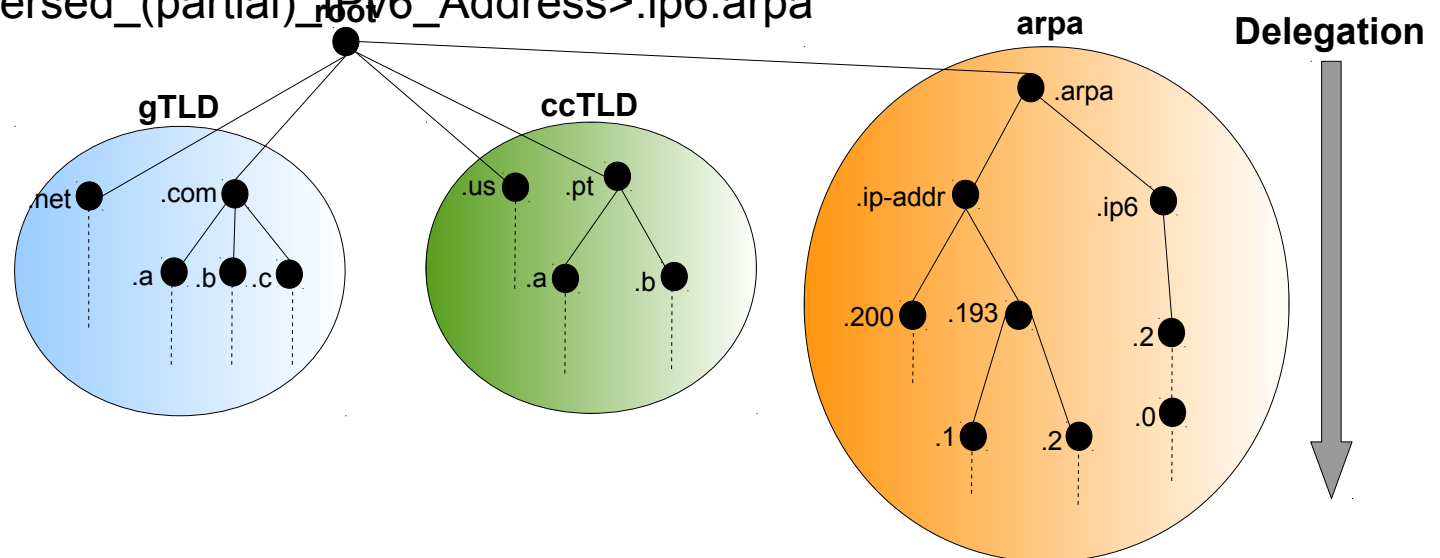 ersed_(partial)_IPv6_Address>.ip6.arpa
root
arpa
Delegation
gTLD
ccTLD
.arpa
.net
.com
.us
.pt
.ip-addr
.ip6
.a
.b
.c
.a
.b
.200
.193
.2
.1
.2
.0